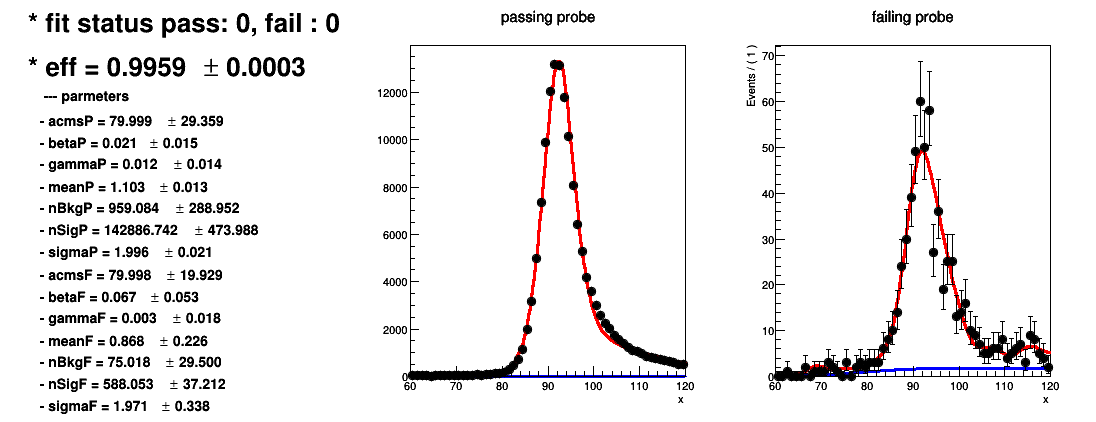 * fit status pass: 0, fail : 0
* eff = 0.9959 ± 0.0003
--- parmeters
- acmsP = 79.999 ± 29.359
- betaP = 0.021 ± 0.015
- gammaP = 0.012 ± 0.014
- meanP = 1.103 ± 0.013
- nBkgP = 959.084 ± 288.952
- nSigP = 142886.742 ± 473.988
- sigmaP = 1.996 ± 0.021
- acmsF = 79.998 ± 19.929
- betaF = 0.067 ± 0.053
- gammaF = 0.003 ± 0.018
- meanF = 0.868 ± 0.226
- nBkgF = 75.018 ± 29.500
- nSigF = 588.053 ± 37.212
- sigmaF = 1.971 ± 0.338
passing probe
12000
10000
8000
6000
4000
2000
0
60 70 80 90 100 110 120
x
failing probe
Events / ( 1 )
70
60
50
40
30
20
10
0
60 70 80 90 100 110 120
x